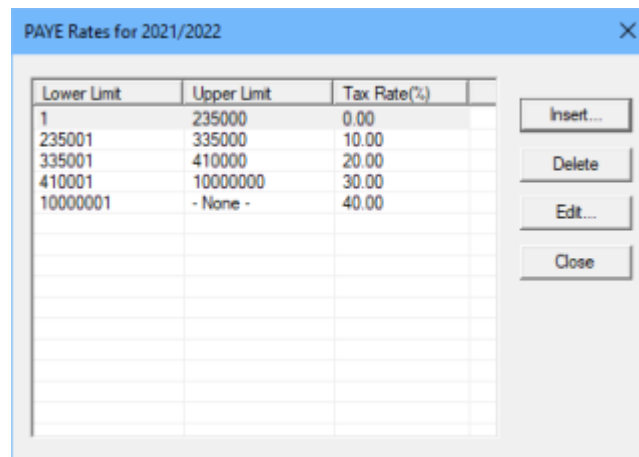 PAYE Rates for 2021/2022
Lower Limit Upper Limit Tax Rate(%)
1 235000 0.00
235001 335000 10.00
335001 410000 20.00
410001 10000000 30.00
10000001 - None - 40.00
Insert...
Delete
Edit...
Close